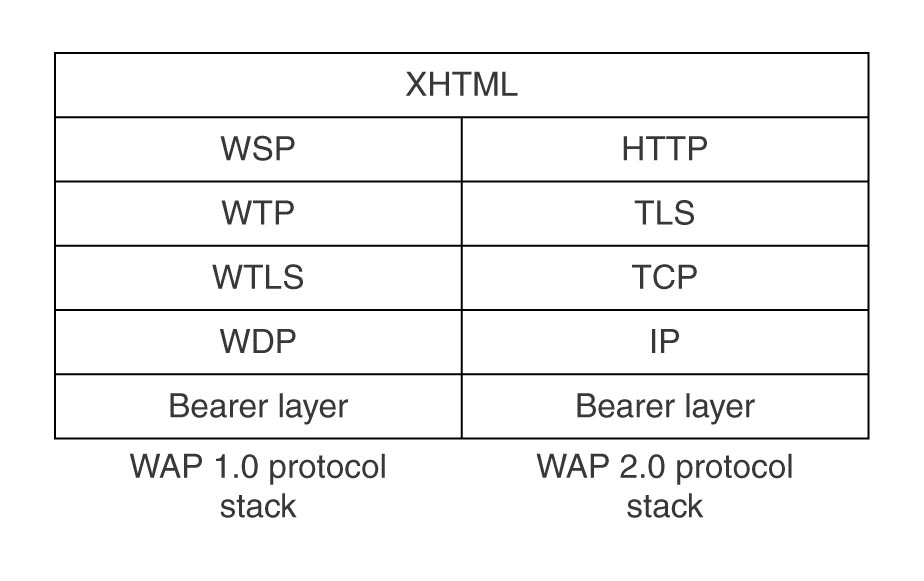 XHTML
WSP
HTTP
WTP
TLS
WTLS
TCP
WDP
IP
Bearer layer
Bearer layer
WAP 1.0 protocol
stack
WAP 2.0 protocol
stack